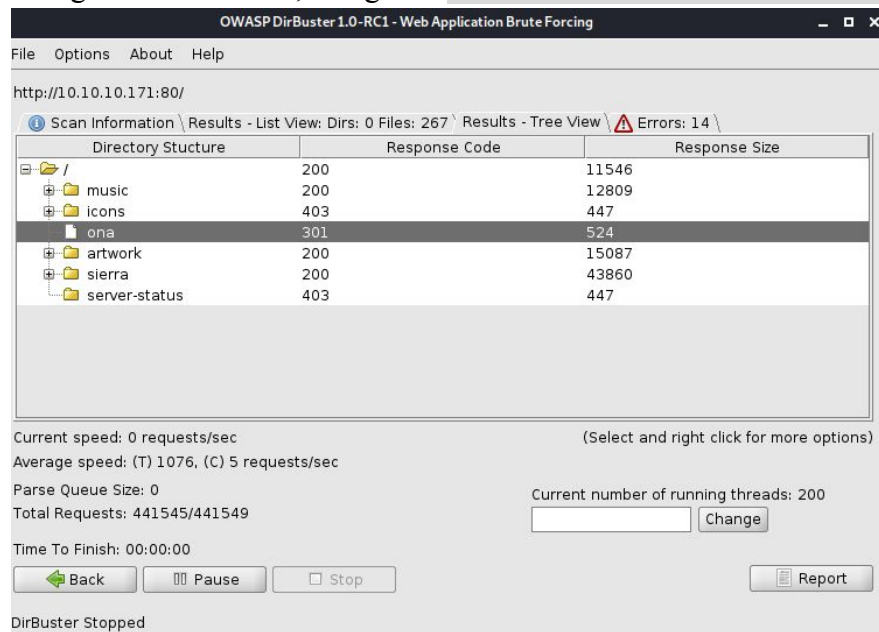 OWASP DirBuster 1.0-RC1 - Web Application Brute Forcing
File Options About Help
http://10.10.10.171:80/
Scan Information \ Results - List View: Dirs: 0 Files: 267 \ Results - Tree View \ Errors: 14 \
Directory Stucture Response Code Response Size
/ 200 11546
music 200 12809
icons 403 447
ona 301 524
artwork 200 15087
sierra 200 43860
server-status 403 447
Current speed: 0 requests/sec (Select and right click for more options)
Average speed: (T) 1076, (C) 5 requests/sec
Parse Queue Size: 0 Current number of running threads: 200
Total Requests: 441545/441549 Change
Time To Finish: 00:00:00
Back Pause Stop Report
DirBuster Stopped